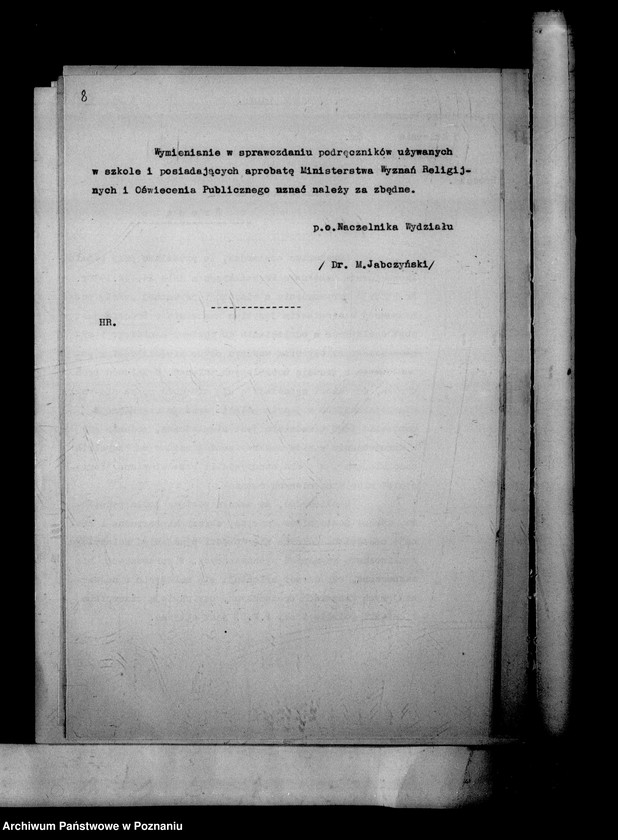 8
Wymienianie w sprawozdaniu podręczników używanych
w szkole i posiadających aprobatę Ministerstwa Wyznań Religij-
nych i Oświecenia Publicznego uznać należy za zbędne.
p.o.Naczelnika Wydziału
/ Dr. M.Jabczyński/
HR.
Archiwum Państwowe w Poznaniu